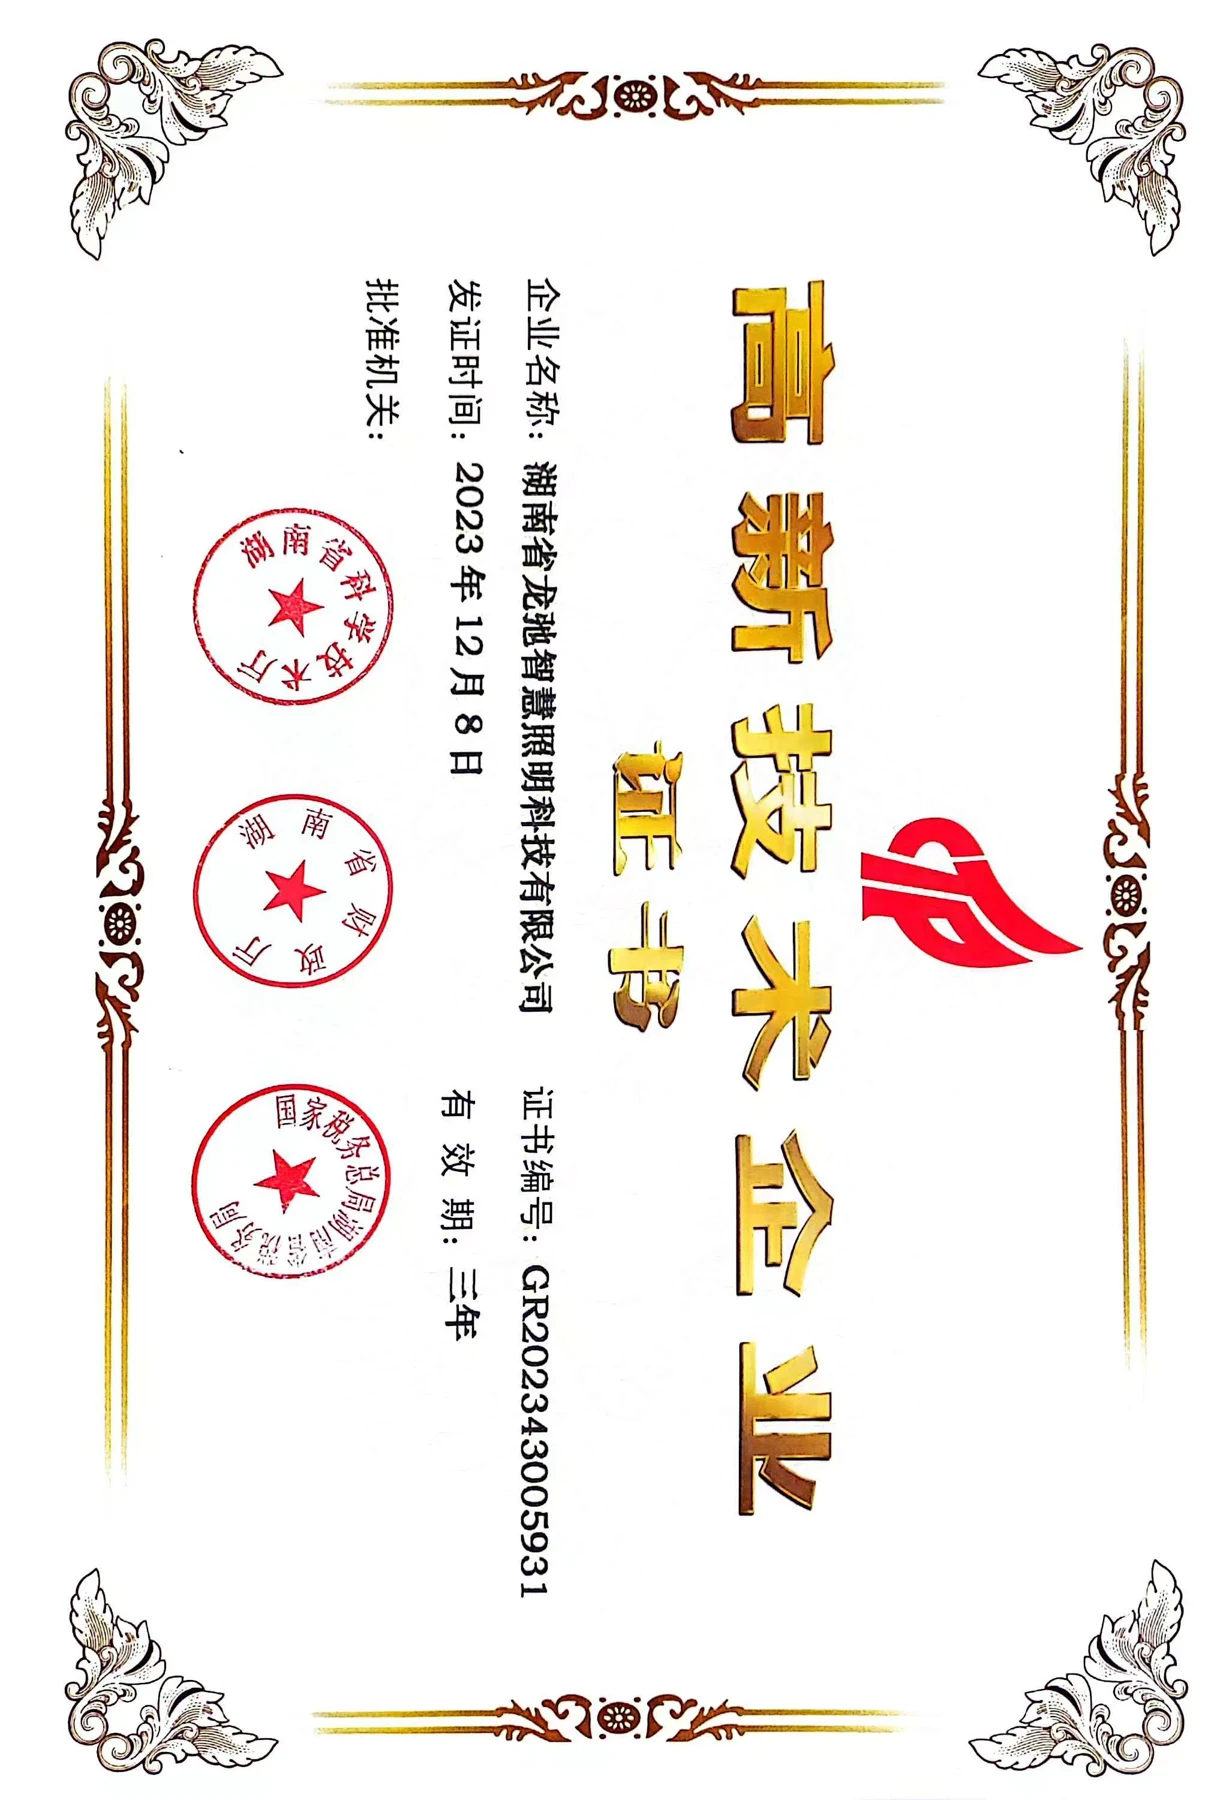 高新技术企业
证书
企业名称：湖南省龙驰智慧照明科技有限公司
证书编号：GR202343005931
发证时间：2023年12月8日
有效期：三年
批准机关：
湖南省科学技术厅
湖南省财政厅
国家税务总局湖南省税务局